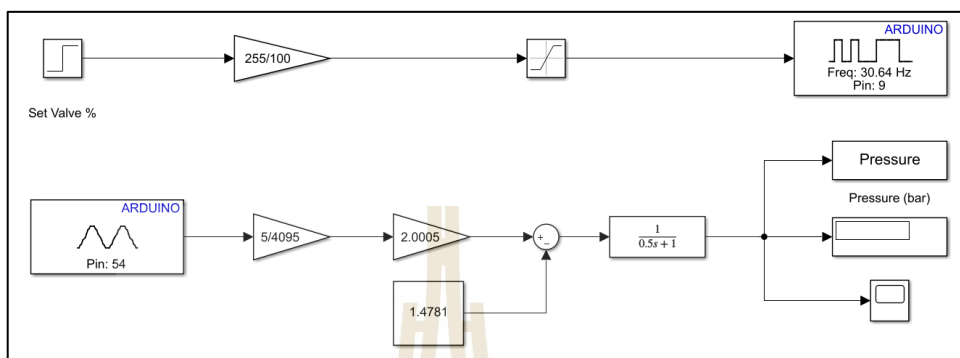 ARDUINO
255/100
Freq: 30.64 Hz
Pin: 9
Set Valve %
Pressure
Pressure (bar)
ARDUINO
Pin: 54
5/4095
2.0005
+
−
1
0.5s + 1
1.4781